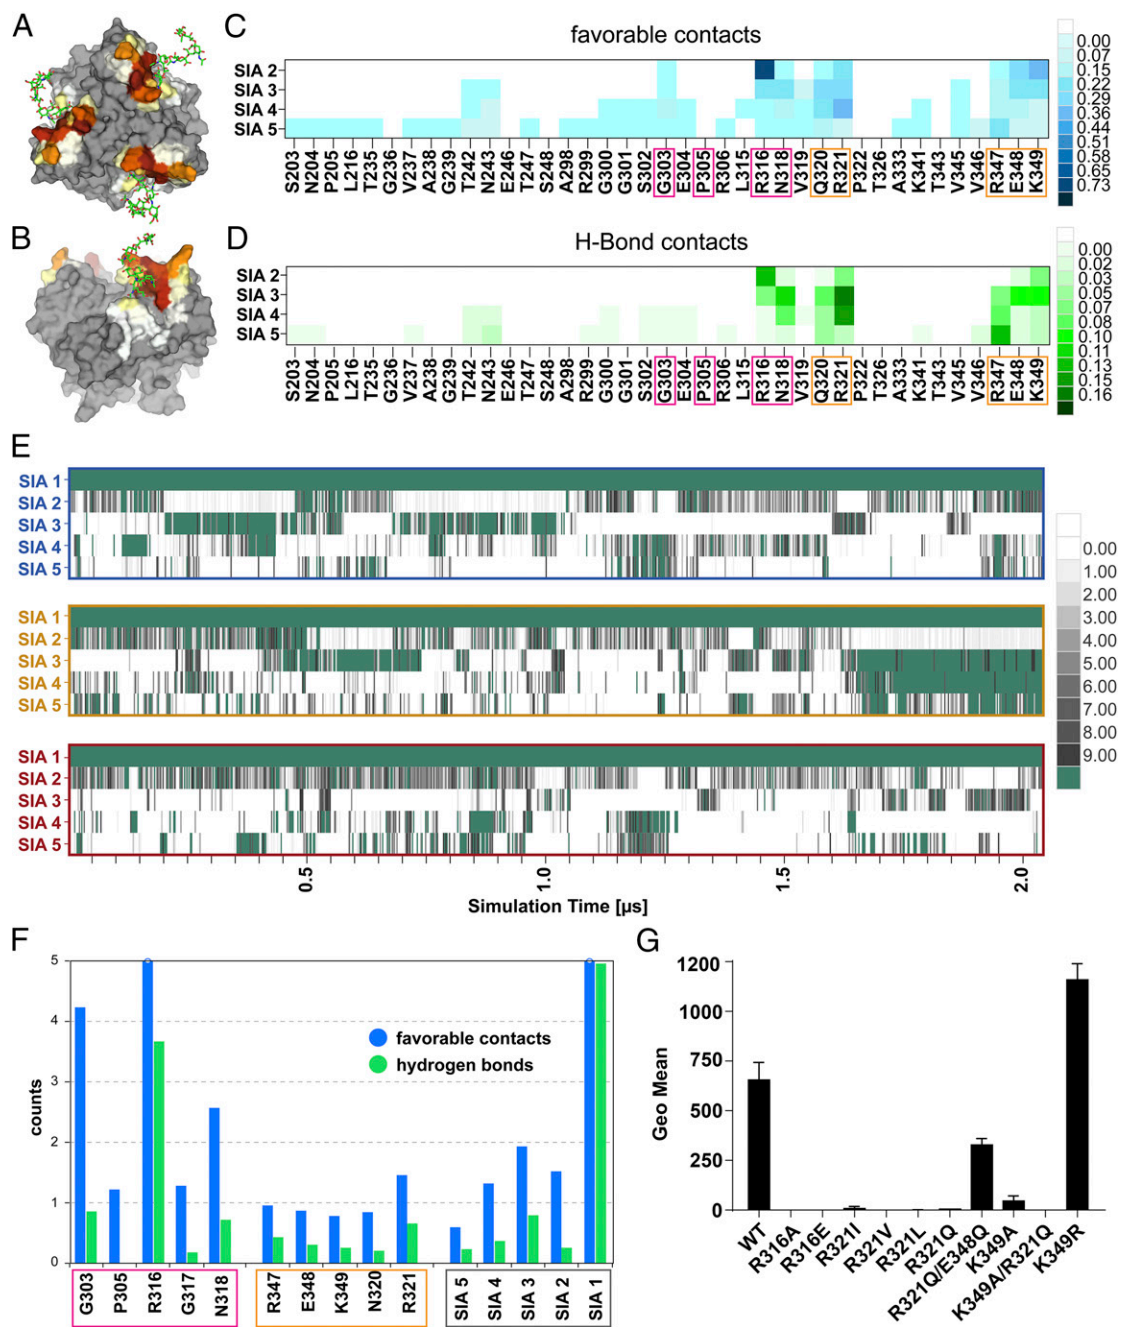 A
B
C
favorable contacts
SIA 2
SIA 3
SIA 4
SIA 5
S203 N204 P205 L216 T235 G236 V237 A238 G239 T242 N243 E246 T247 S248 A298 R299 G300 G301 S302 G303 E304 P305 R306 L315 R316 N318 V319 Q320 R321 P322 T326 A333 K341 T343 V345 V346 R347 E348 K349
0.00
0.07
0.15
0.22
0.29
0.36
0.44
0.51
0.58
0.65
0.73
D
H-Bond contacts
SIA 2
SIA 3
SIA 4
SIA 5
S203 N204 P205 L216 T235 G236 V237 A238 G239 T242 N243 E246 T247 S248 A298 R299 G300 G301 S302 G303 E304 P305 R306 L315 R316 N318 V319 Q320 R321 P322 T326 A333 K341 T343 V345 V346 R347 E348 K349
0.00
0.02
0.03
0.05
0.07
0.08
0.10
0.11
0.13
0.15
0.16
E
SIA 1
SIA 2
SIA 3
SIA 4
SIA 5
SIA 1
SIA 2
SIA 3
SIA 4
SIA 5
SIA 1
SIA 2
SIA 3
SIA 4
SIA 5
0.5 1.0 1.5 2.0
Simulation Time [µs]
0.00
1.00
2.00
3.00
4.00
5.00
6.00
7.00
8.00
9.00
F
counts
5
4
3
2
1
0
favorable contacts
hydrogen bonds
G303 P305 R316 G317 N318 R347 E348 K349 N320 R321 SIA 5 SIA 4 SIA 3 SIA 2 SIA 1
G
Geo Mean
1200
1000
750
500
250
0
WT R316A R316E R321I R321V R321L R321Q R321Q/E348Q K349A K349A/R321Q K349R